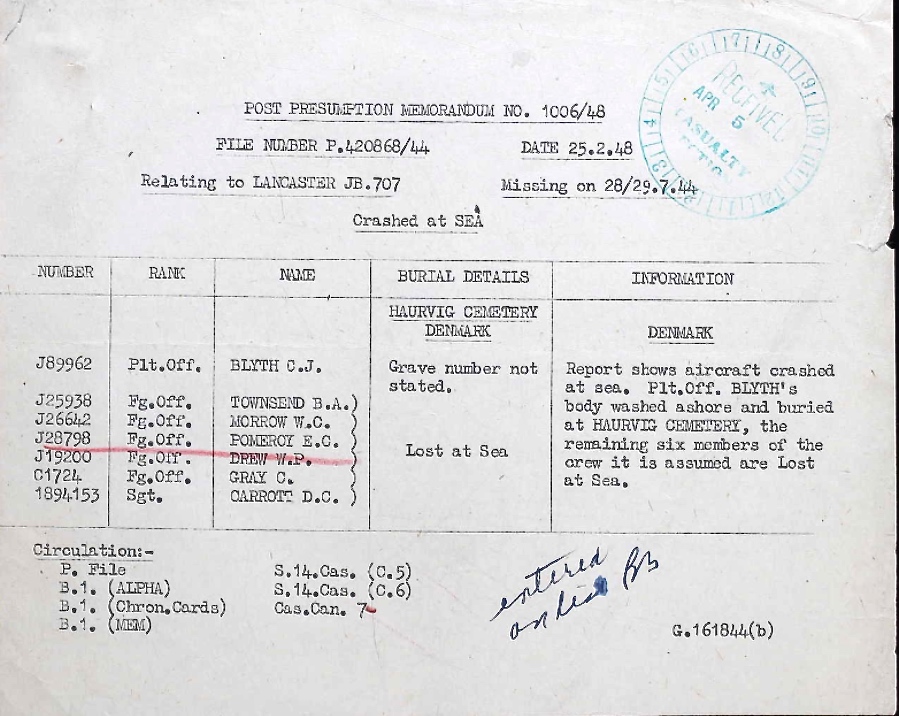 RECEIVED
APR 5
CASUALTY
POST PRESUMPTION MEMORANDUM NO. 1006/48
FILE NUMBER P.420868/44 DATE 25.2.48
Relating to LANCASTER JB.707 Missing on 28/29.7.44
Crashed at SEA
NUMBER RANK NAME BURIAL DETAILS INFORMATION
HAURVIG CEMETERY
DENMARK DENMARK
J89962 Plt.Off. BLYTH C.J. Grave number not Report shows aircraft crashed
stated. at sea. Plt.Off. BLYTH's
J25938 Fg.Off. TOWNSEND B.A.) body washed ashore and buried
J26642 Fg.Off. MORROW W.C. ) at HAURVIG CEMETERY, the
J28798 Fg.Off. POMEROY E.C. ) Lost at Sea remaining six members of the
J19200 Fg.Off. DREW W.P. ) crew it is assumed are Lost
C1724 Fg.Off. GRAY C. ) at Sea.
1894153 Sgt. CARROTT D.C. )
Circulation:-
P. File S.14.Cas. (C.5)
B.1. (ALPHA) S.14.Cas. (C.6)
B.1. (Chron.Cards) Cas.Can. 7
B.1. (MEM)
entered
on
G.161844(b)